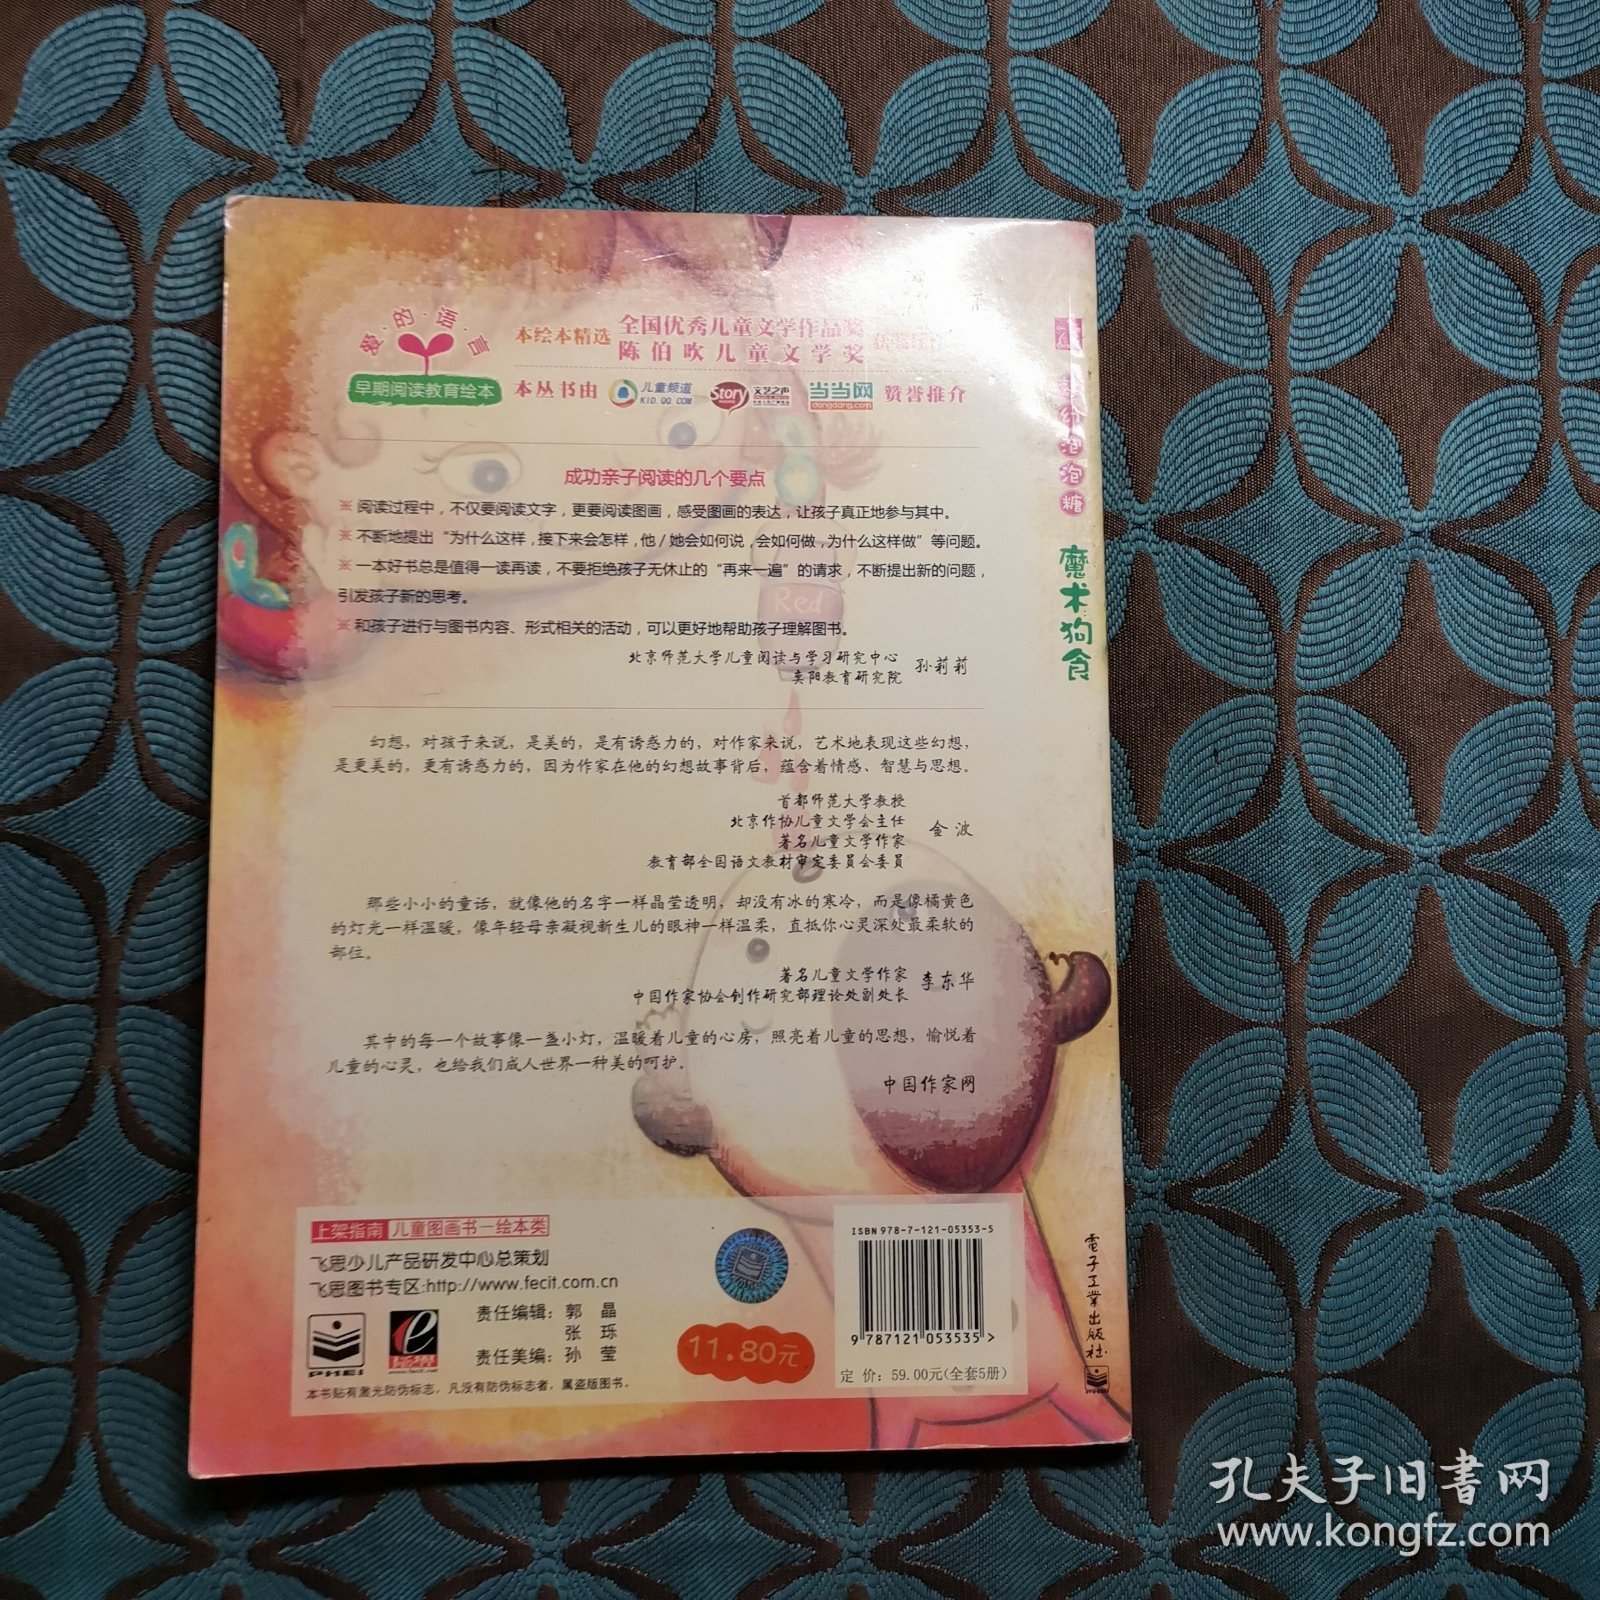 爱·的·语·言
早期阅读教育绘本
本绘本精选 全国优秀儿童文学作品奖
陈伯吹儿童文学奖
本丛书由 儿童频道 KID.QQ.COM Story 文艺之声 当当网 dangdang.com 赞誉推介
成功亲子阅读的几个要点
※ 阅读过程中，不仅要阅读文字，更要阅读图画，感受图画的表达，让孩子真正地参与其中。
※ 不断地提出“为什么这样，接下来会怎样，他/她会如何说，会如何做，为什么这样做”等问题。
※ 一本好书总是值得一读再读，不要拒绝孩子无休止的“再来一遍”的请求，不断提出新的问题，
引发孩子新的思考。
※ 和孩子进行与图书内容、形式相关的活动，可以更好地帮助孩子理解图书。
Red
北京师范大学儿童阅读与学习研究中心
奕阳教育研究院 孙莉莉
幻想，对孩子来说，是美的，是有诱惑力的，对作家来说，艺术地表现这些幻想，
是更美的，更有诱惑力的，因为作家在他的幻想故事背后，蕴含着情感、智慧与思想。
首都师范大学教授
北京作协儿童文学会主任
著名儿童文学作家
教育部全国语文教材审定委员会委员
金波
那些小小的童话，就像他的名字一样晶莹透明，却没有冰的寒冷，而是像橘黄色
的灯光一样温暖，像年轻母亲凝视新生儿的眼神一样温柔，直抵你心灵深处最柔软的
部位。
著名儿童文学作家
中国作家协会创作研究部理论处副处长 李东华
其中的每一个故事像一盏小灯，温暖着儿童的心房，照亮着儿童的思想，愉悦着
儿童的心灵，也给我们成人世界一种美的呵护。
中国作家网
上架指南 儿童图画书－绘本类
飞思少儿产品研发中心总策划
飞思图书专区:http://www.fecit.com.cn
责任编辑：郭 晶
张 珎
责任美编：孙 莹
PHEI
本书贴有激光防伪标志，凡没有防伪标志者，属盗版图书。
11.80元
ISBN 978-7-121-05353-5
9 787121 053535 >
定 价：59.00元(全套5册)
泡泡糖
魔术狗食
電子工業出版社
PHEI
孔夫子旧書网
www.kongfz.com